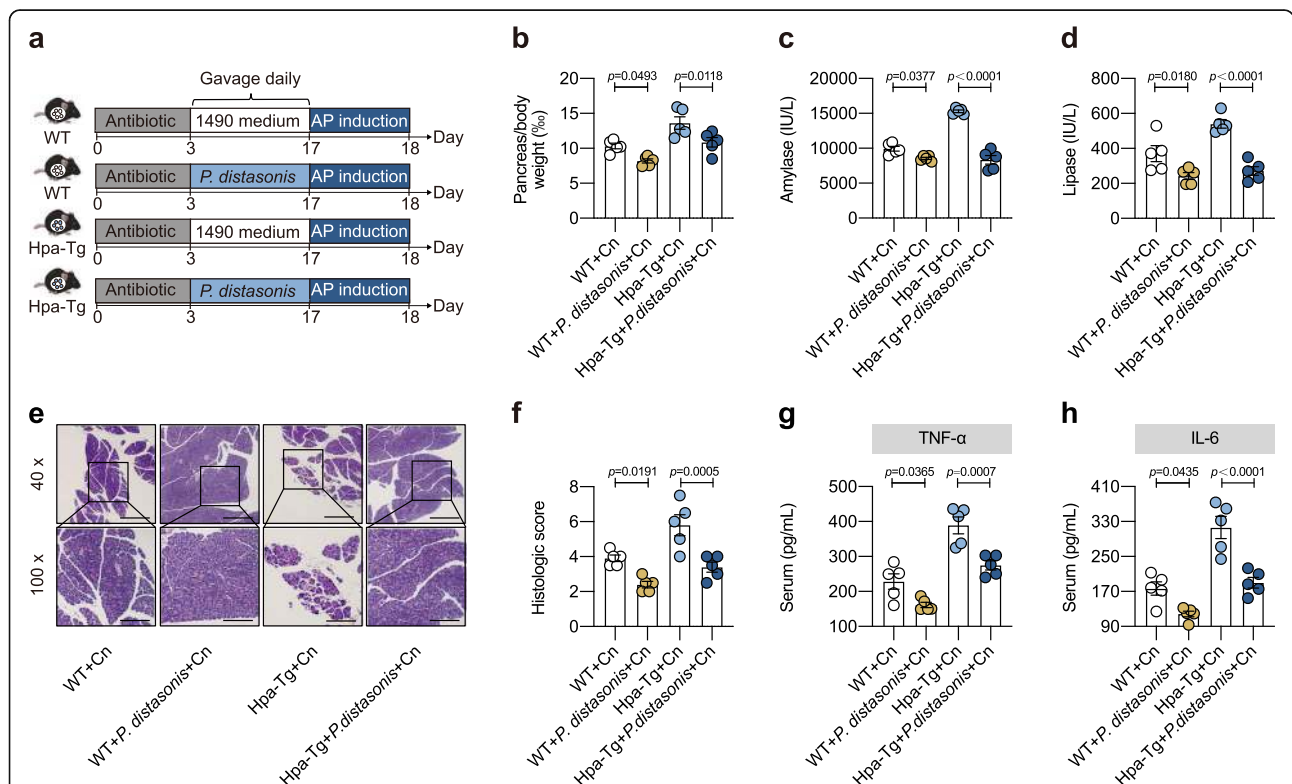 a
Gavage daily
WT
Antibiotic 1490 medium AP induction
0 3 17 18 Day
WT
Antibiotic P. distasonis AP induction
0 3 17 18 Day
Hpa-Tg
Antibiotic 1490 medium AP induction
0 3 17 18 Day
Hpa-Tg
Antibiotic P. distasonis AP induction
0 3 17 18 Day
b
p=0.0493 p=0.0118
Pancreas/body
weight (‰)
20
15
10
5
0
WT+Cn
WT+P. distasonis+Cn
Hpa-Tg+Cn
Hpa-Tg+P.distasonis+Cn
c
p=0.0377 p<0.0001
Amylase (IU/L)
20000
15000
10000
5000
0
WT+Cn
WT+P. distasonis+Cn
Hpa-Tg+Cn
Hpa-Tg+P.distasonis+Cn
d
p=0.0180 p<0.0001
Lipase (IU/L)
800
600
400
200
0
WT+Cn
WT+P. distasonis+Cn
Hpa-Tg+Cn
Hpa-Tg+P.distasonis+Cn
e
40 x
100 x
WT+Cn
WT+P. distasonis+Cn
Hpa-Tg+Cn
Hpa-Tg+P.distasonis+Cn
f
p=0.0191 p=0.0005
Histologic score
8
6
4
2
0
WT+Cn
WT+P. distasonis+Cn
Hpa-Tg+Cn
Hpa-Tg+P.distasonis+Cn
g
TNF-α
p=0.0365 p=0.0007
Serum (pg/mL)
500
400
300
200
100
WT+Cn
WT+P. distasonis+Cn
Hpa-Tg+Cn
Hpa-Tg+P.distasonis+Cn
h
IL-6
p=0.0435 p<0.0001
Serum (pg/mL)
410
330
250
170
90
WT+Cn
WT+P. distasonis+Cn
Hpa-Tg+Cn
Hpa-Tg+P.distasonis+Cn